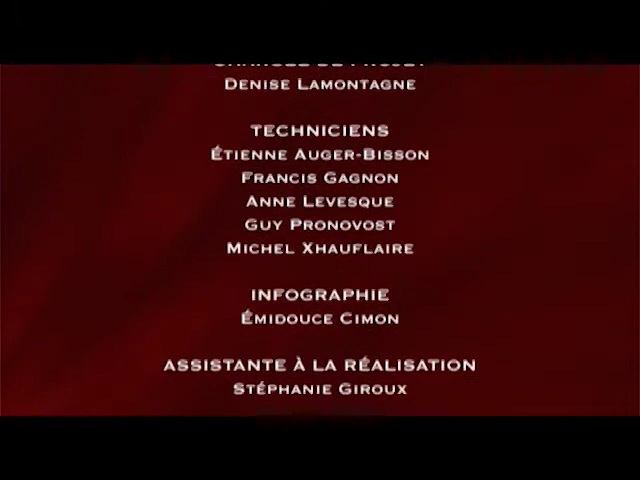 DENISE LAMONTAGNE
TECHNICIENS
ÉTIENNE AUGER-BISSON
FRANCIS GAGNON
ANNE LEVESQUE
GUY PRONOVOST
MICHEL XHAUFLAIRE
INFOGRAPHIE
ÉMIDOUCE CIMON
ASSISTANTE À LA RÉALISATION
STÉPHANIE GIROUX